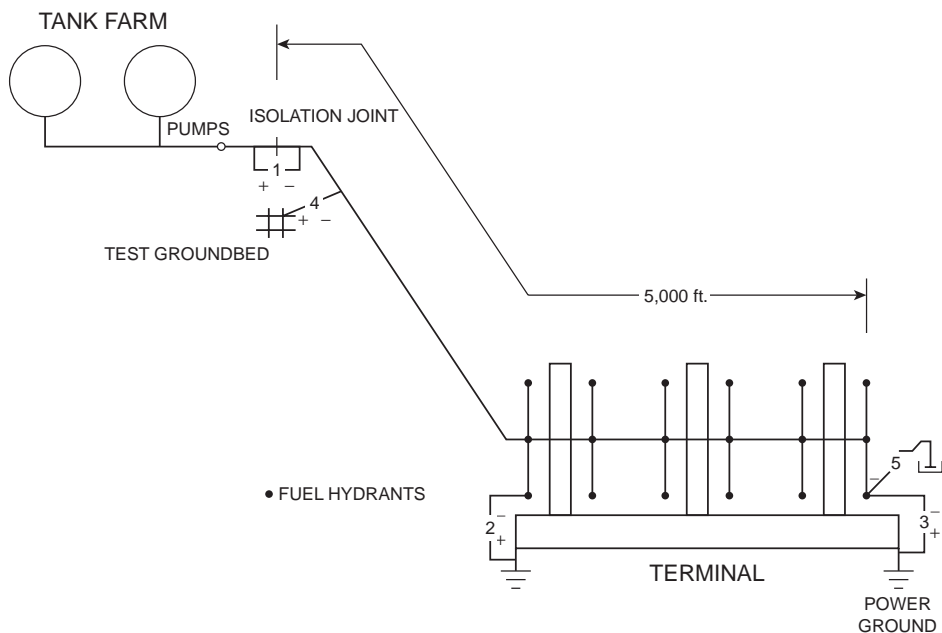 TANK FARM
ISOLATION JOINT
PUMPS
1
+ −
4
+ −
TEST GROUNDBED
5,000 ft.
5
−
• FUEL HYDRANTS
−
2
+
−
3
+
TERMINAL
POWER
GROUND